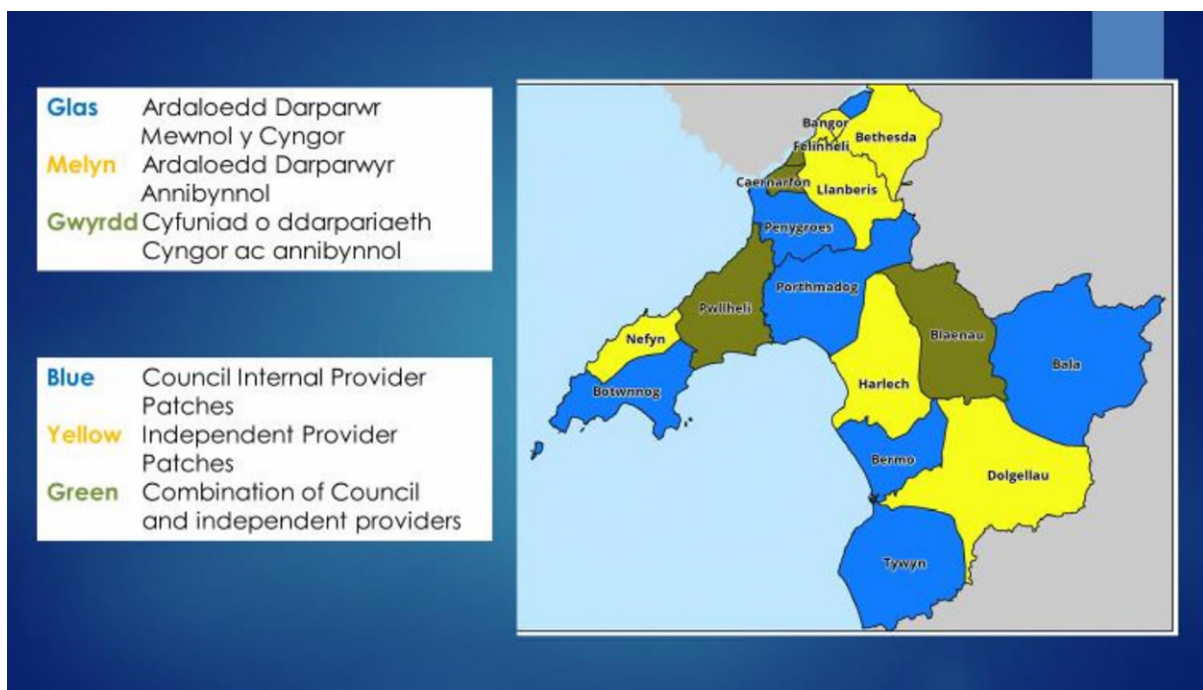 Glas Ardaloedd Darparwr
Mewnol y Cyngor
Melyn Ardaloedd Darparwyr
Annibynnol
Gwyrdd Cyfuniad o ddarpariaeth
Cyngor ac annibynnol
Blue Council Internal Provider
Patches
Yellow Independent Provider
Patches
Green Combination of Council
and independent providers
Bangor
Bethesda
Felinheli
Caernarfon
Llanberis
Penygroes
Porthmadog
Pwllheli
Blaenau
Nefyn
Bala
Harlech
Botwnnog
Bermo
Dolgellau
Tywyn